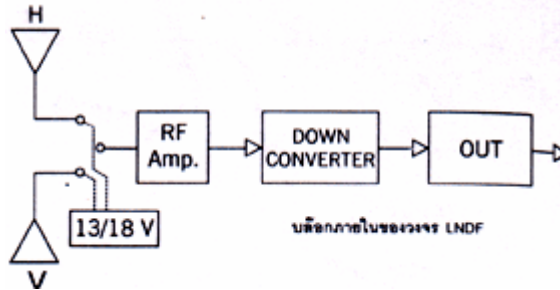 H
RF
Amp.
DOWN
CONVERTER
OUT
13/18 V
V
บล๊อกภายในของวงจร LNDF